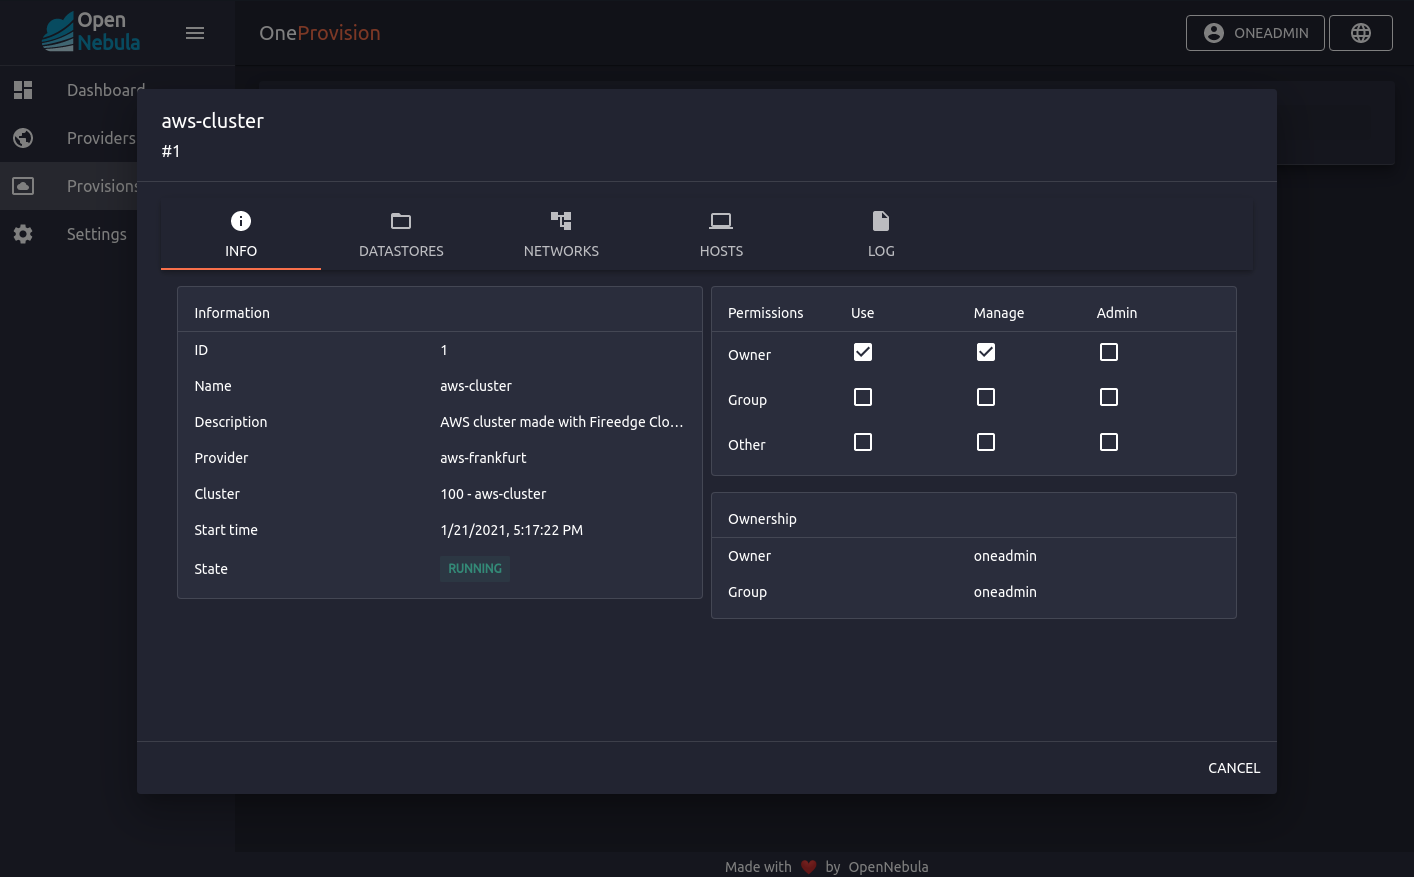 Open
Nebula
OneProvision
ONEADMIN
Dashboard
Providers
Provisions
Settings
aws-cluster
#1
INFO
DATASTORES
NETWORKS
HOSTS
LOG
Information
ID 1
Name aws-cluster
Description AWS cluster made with Fireedge Clo...
Provider aws-frankfurt
Cluster 100 - aws-cluster
Start time 1/21/2021, 5:17:22 PM
State RUNNING
Permissions Use Manage Admin
Owner
Group
Other
Ownership
Owner oneadmin
Group oneadmin
CANCEL
Made with ❤️ by OpenNebula